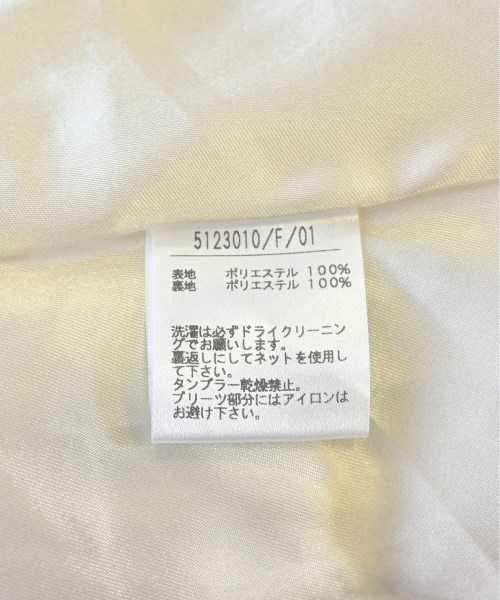 5123010/F/01
表地 ポリエステル 100%
裏地 ポリエステル 100%
洗濯は必ずドライクリーニン
グでお願いします。
裏返しにしてネットを使用し
て下さい。
タンブラー乾燥禁止。
プリーツ部分にはアイロンは
お避け下さい。